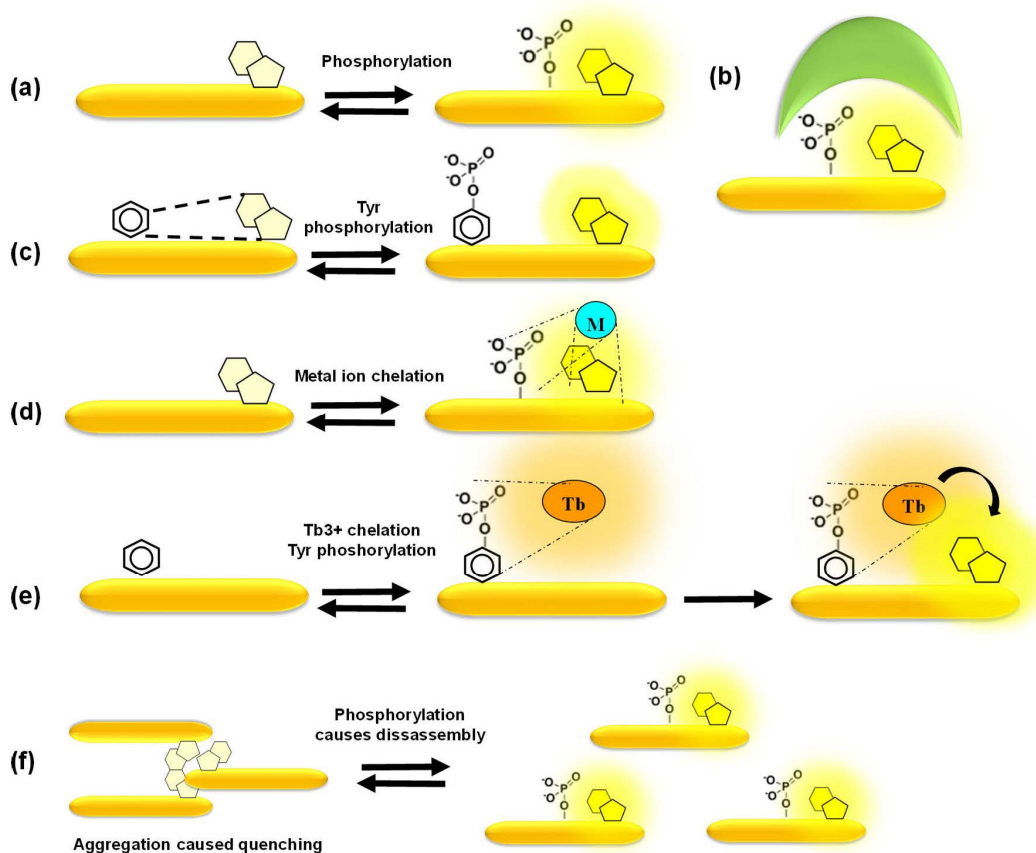 (a)
Phosphorylation
-O
O
P
-O
O
(b)
-O
O
P
-O
O
(c)
Tyr
phosphorylation
-O
O
P
-O
O
(d)
Metal ion chelation
M
-O
O
P
-O
O
(e)
Tb3+ chelation
Tyr phoshorylation
Tb
-O
O
P
-O
O
Tb
-O
O
P
-O
O
(f)
Phosphorylation
causes dissassembly
-O
O
P
-O
O
-O
O
P
-O
O
-O
O
P
-O
O
Aggregation caused quenching